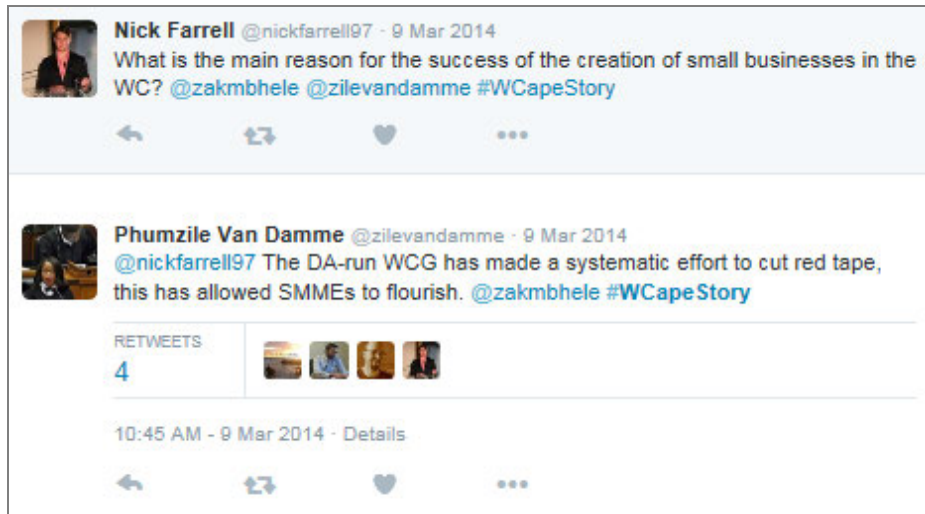 Nick Farrell @nickfarrell97 · 9 Mar 2014
What is the main reason for the success of the creation of small businesses in the
WC? @zakmbhele @zilevandamme #WCapeStory
Phumzile Van Damme @zilevandamme · 9 Mar 2014
@nickfarrell97 The DA-run WCG has made a systematic effort to cut red tape,
this has allowed SMMEs to flourish. @zakmbhele #WCapeStory
RETWEETS
4
10:45 AM - 9 Mar 2014 · Details